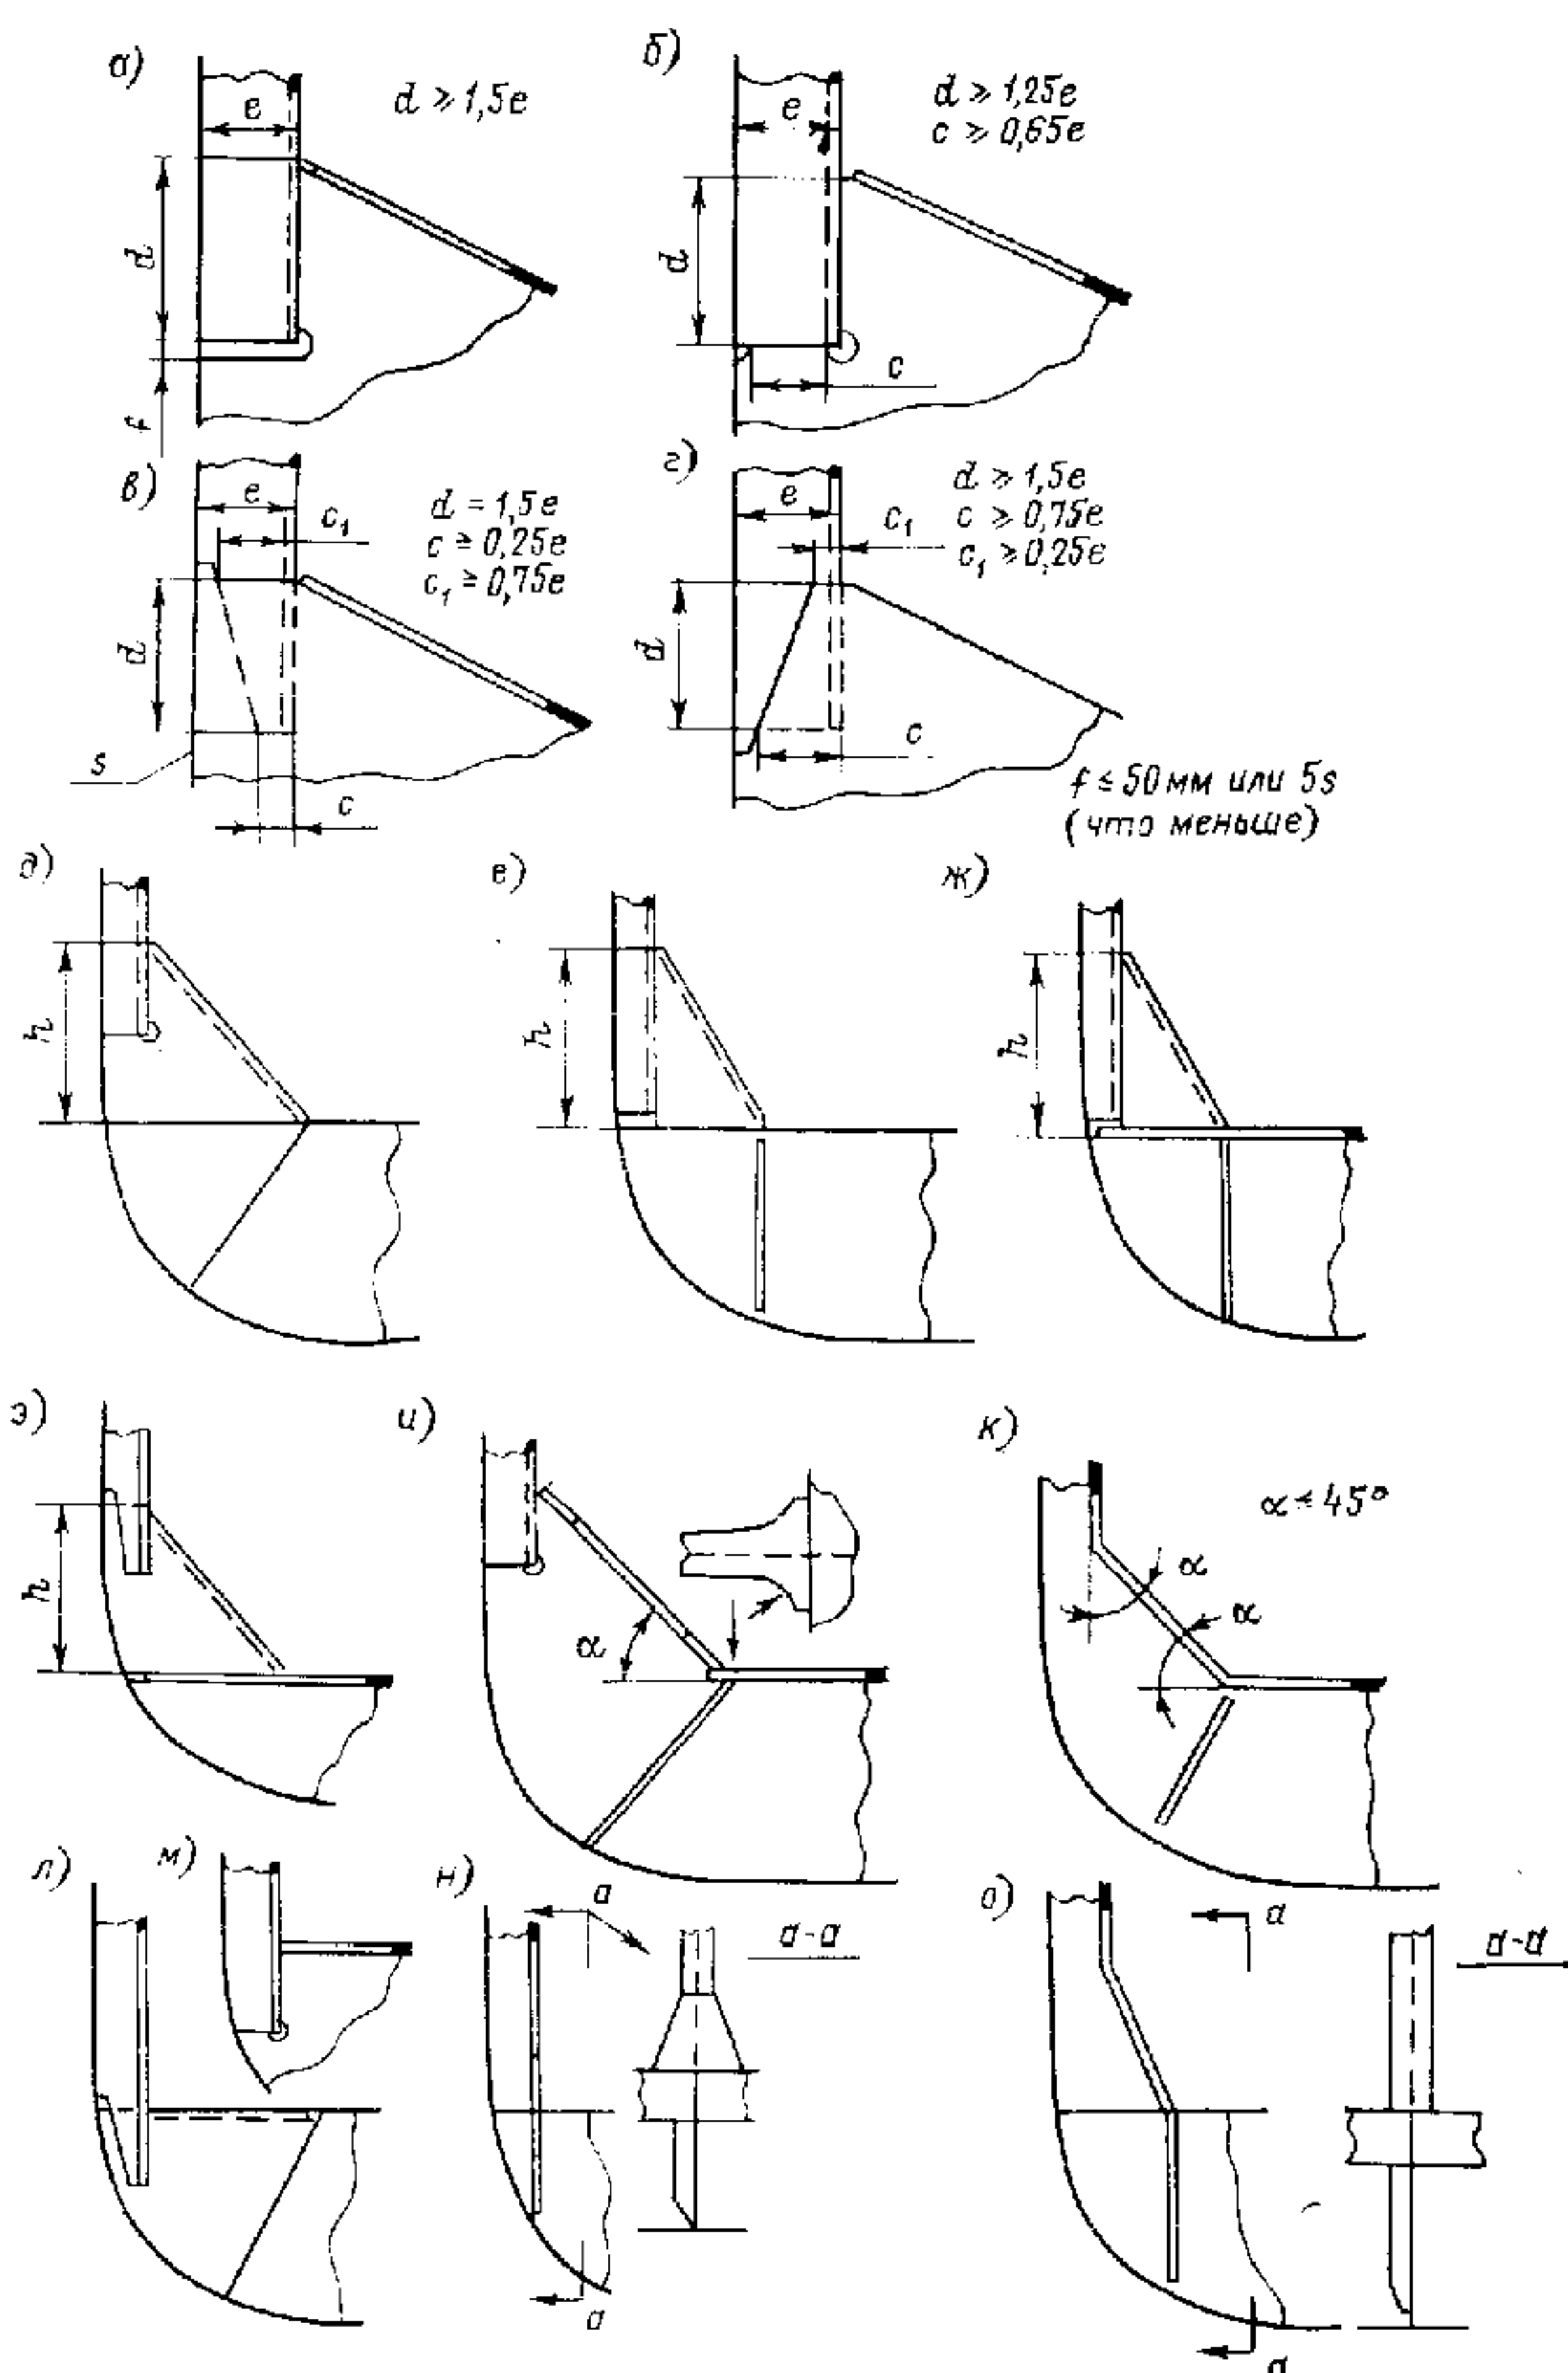 а)
e
d ⩾ 1,5e
d
f
б)
e
d ⩾ 1,25e
c ⩾ 0,65e
d
c
в)
e
c₁
d = 1,5e
c = 0,25e
c₁ = 0,75e
d
s
c
г)
e
c₁
d ⩾ 1,5e
c ⩾ 0,75e
c₁ ⩾ 0,25e
d
c
f ≤ 50 мм или 5s
(что меньше)
д)
h
е)
h
ж)
h
з)
h
и)
α
к)
α ≤ 45°
α
α
л)
м)
н)
а
а-а
а
о)
а
а-а
а